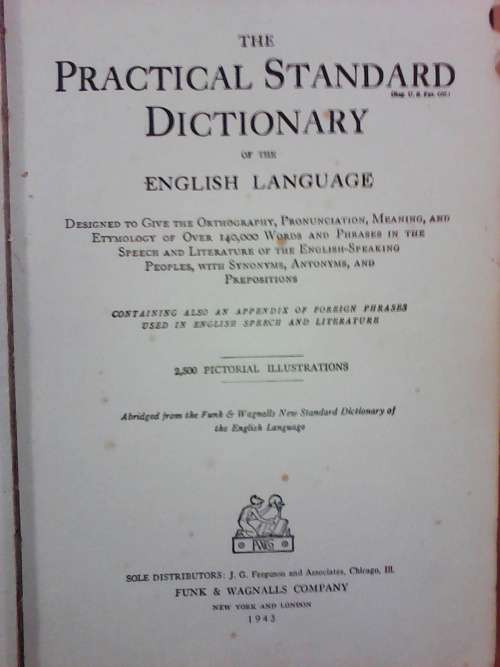 THE
PRACTICAL STANDARD
(Reg. U. S. Pat. Off.)
DICTIONARY
OF THE
ENGLISH LANGUAGE
DESIGNED TO GIVE THE ORTHOGRAPHY, PRONUNCIATION, MEANING, AND
ETYMOLOGY OF OVER 140,000 WORDS AND PHRASES IN THE
SPEECH AND LITERATURE OF THE ENGLISH-SPEAKING
PEOPLES, WITH SYNONYMS, ANTONYMS, AND
PREPOSITIONS
CONTAINING ALSO AN APPENDIX OF FOREIGN PHRASES
USED IN ENGLISH SPEECH AND LITERATURE
2,500 PICTORIAL ILLUSTRATIONS
Abridged from the Funk & Wagnalls New Standard Dictionary of
the English Language
SOLE DISTRIBUTORS: J. G. Ferguson and Associates, Chicago, Ill.
FUNK & WAGNALLS COMPANY
NEW YORK AND LONDON
1943